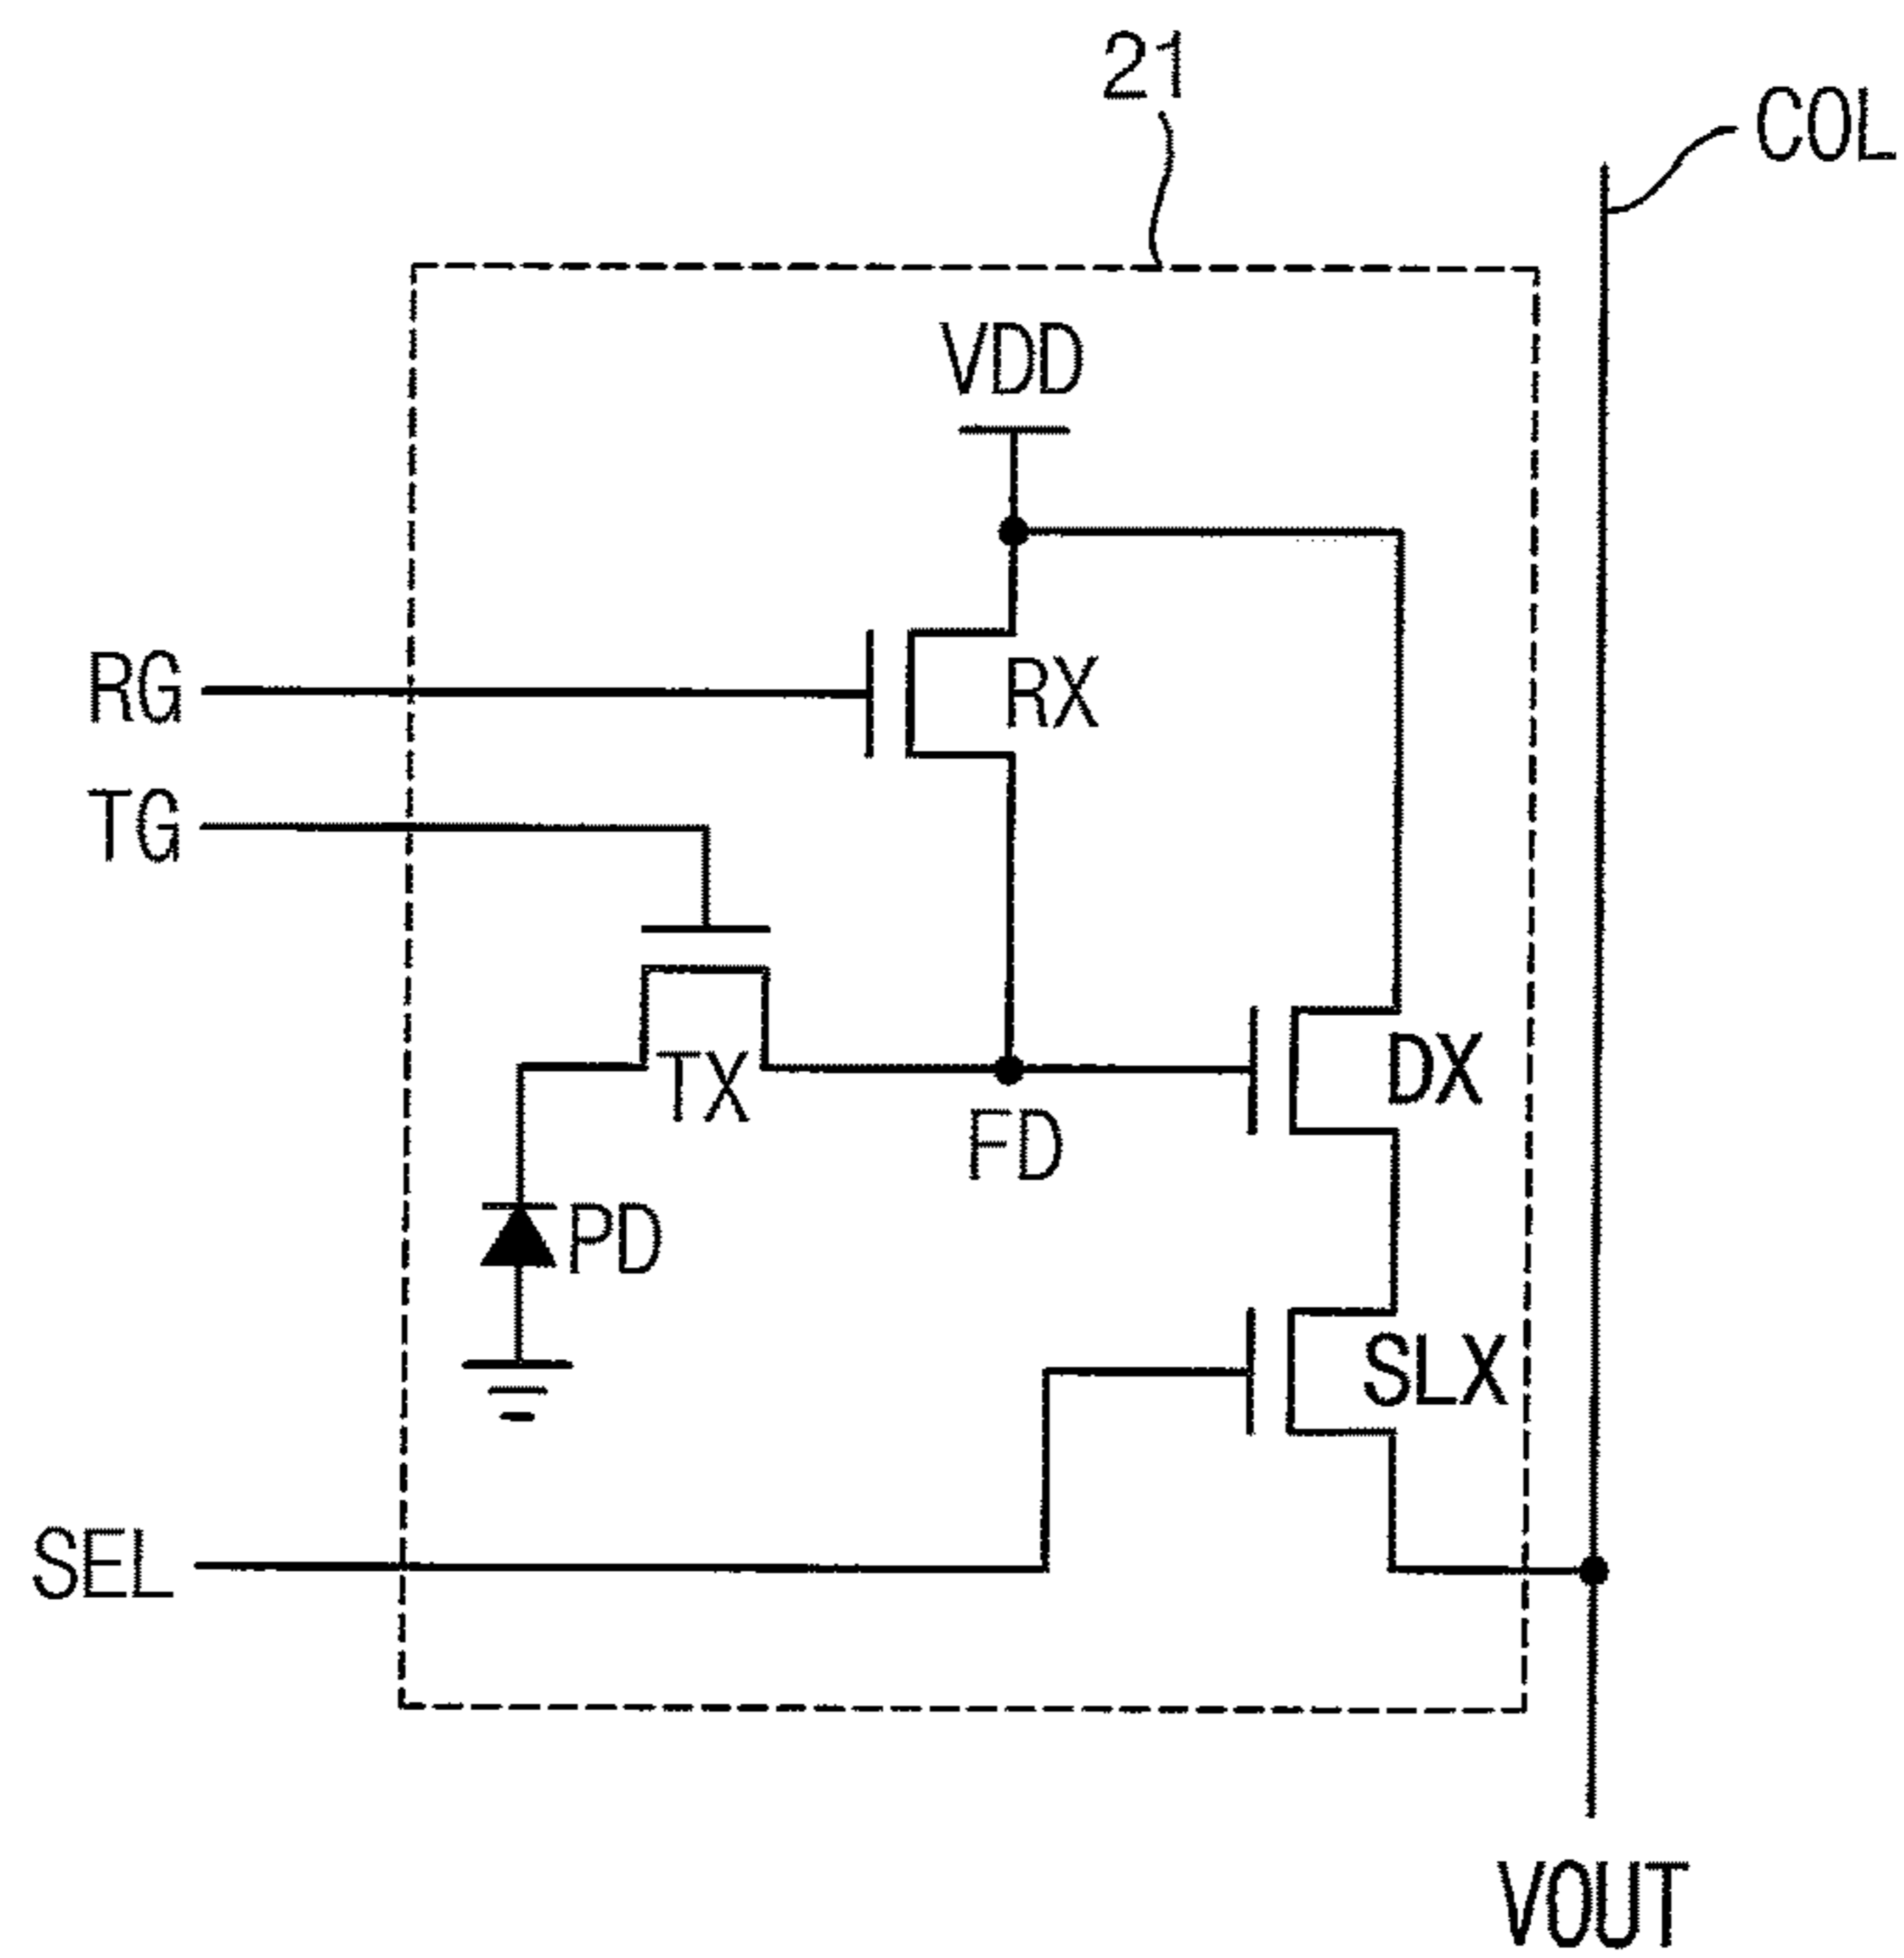 21
COL
VDD
RG
RX
TG
TX
FD
DX
PD
SLX
SEL
VOUT